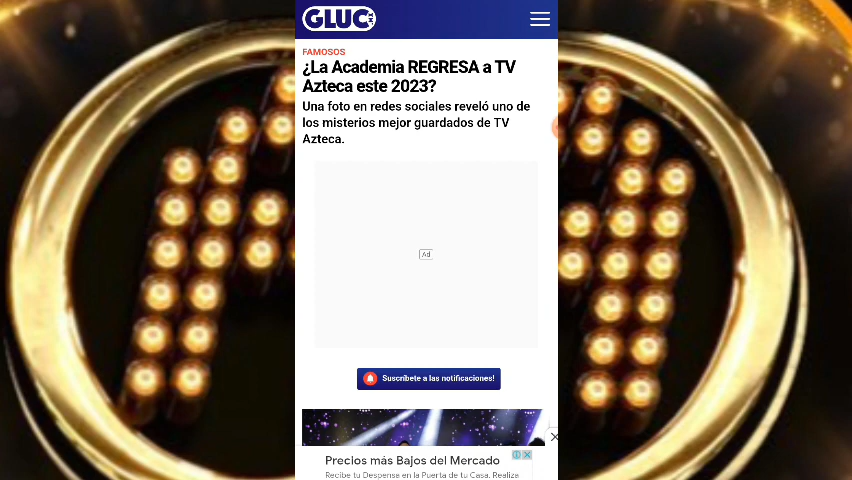 GLUC
FAMOSOS
¿La Academia REGRESA a TV
Azteca este 2023?
Una foto en redes sociales reveló uno de
los misterios mejor guardados de TV
Azteca.
Ad
Suscríbete a las notificaciones!
Precios más Bajos del Mercado
Recibe tu Despensa en la Puerta de tu Casa. Realiza